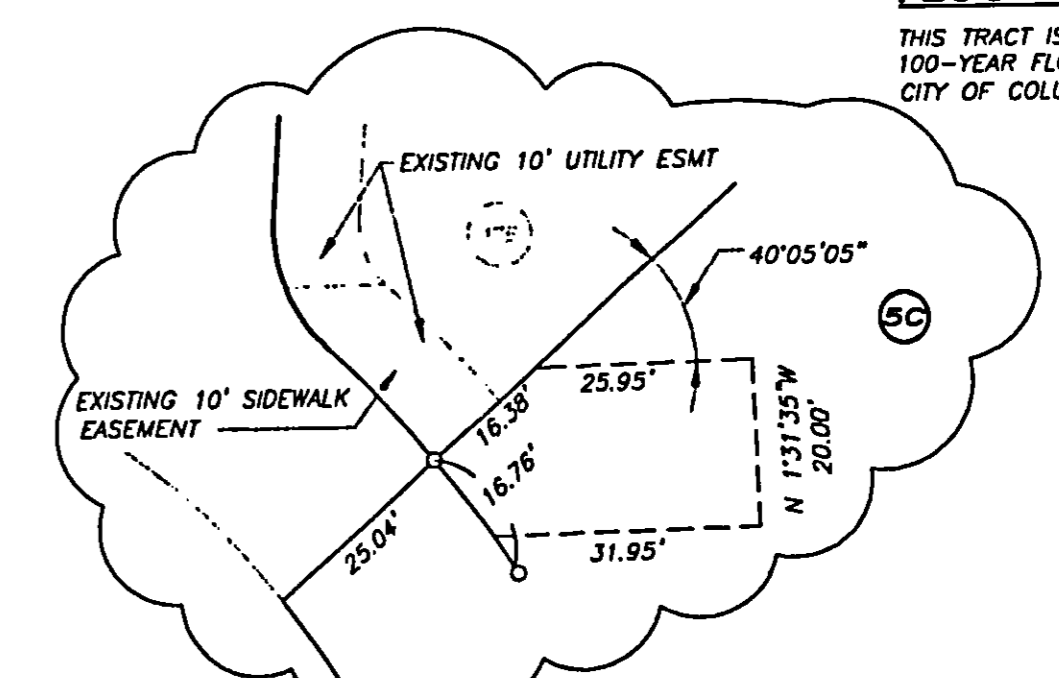 THIS TRACT IS
100-YEAR FLO
CITY OF COLU
EXISTING 10' UTILITY ESMT
40°05'05"
5C
25.95'
EXISTING 10' SIDEWALK
EASEMENT
16.38'
16.76'
N 1°31'35"W
20.00'
25.04'
31.95'